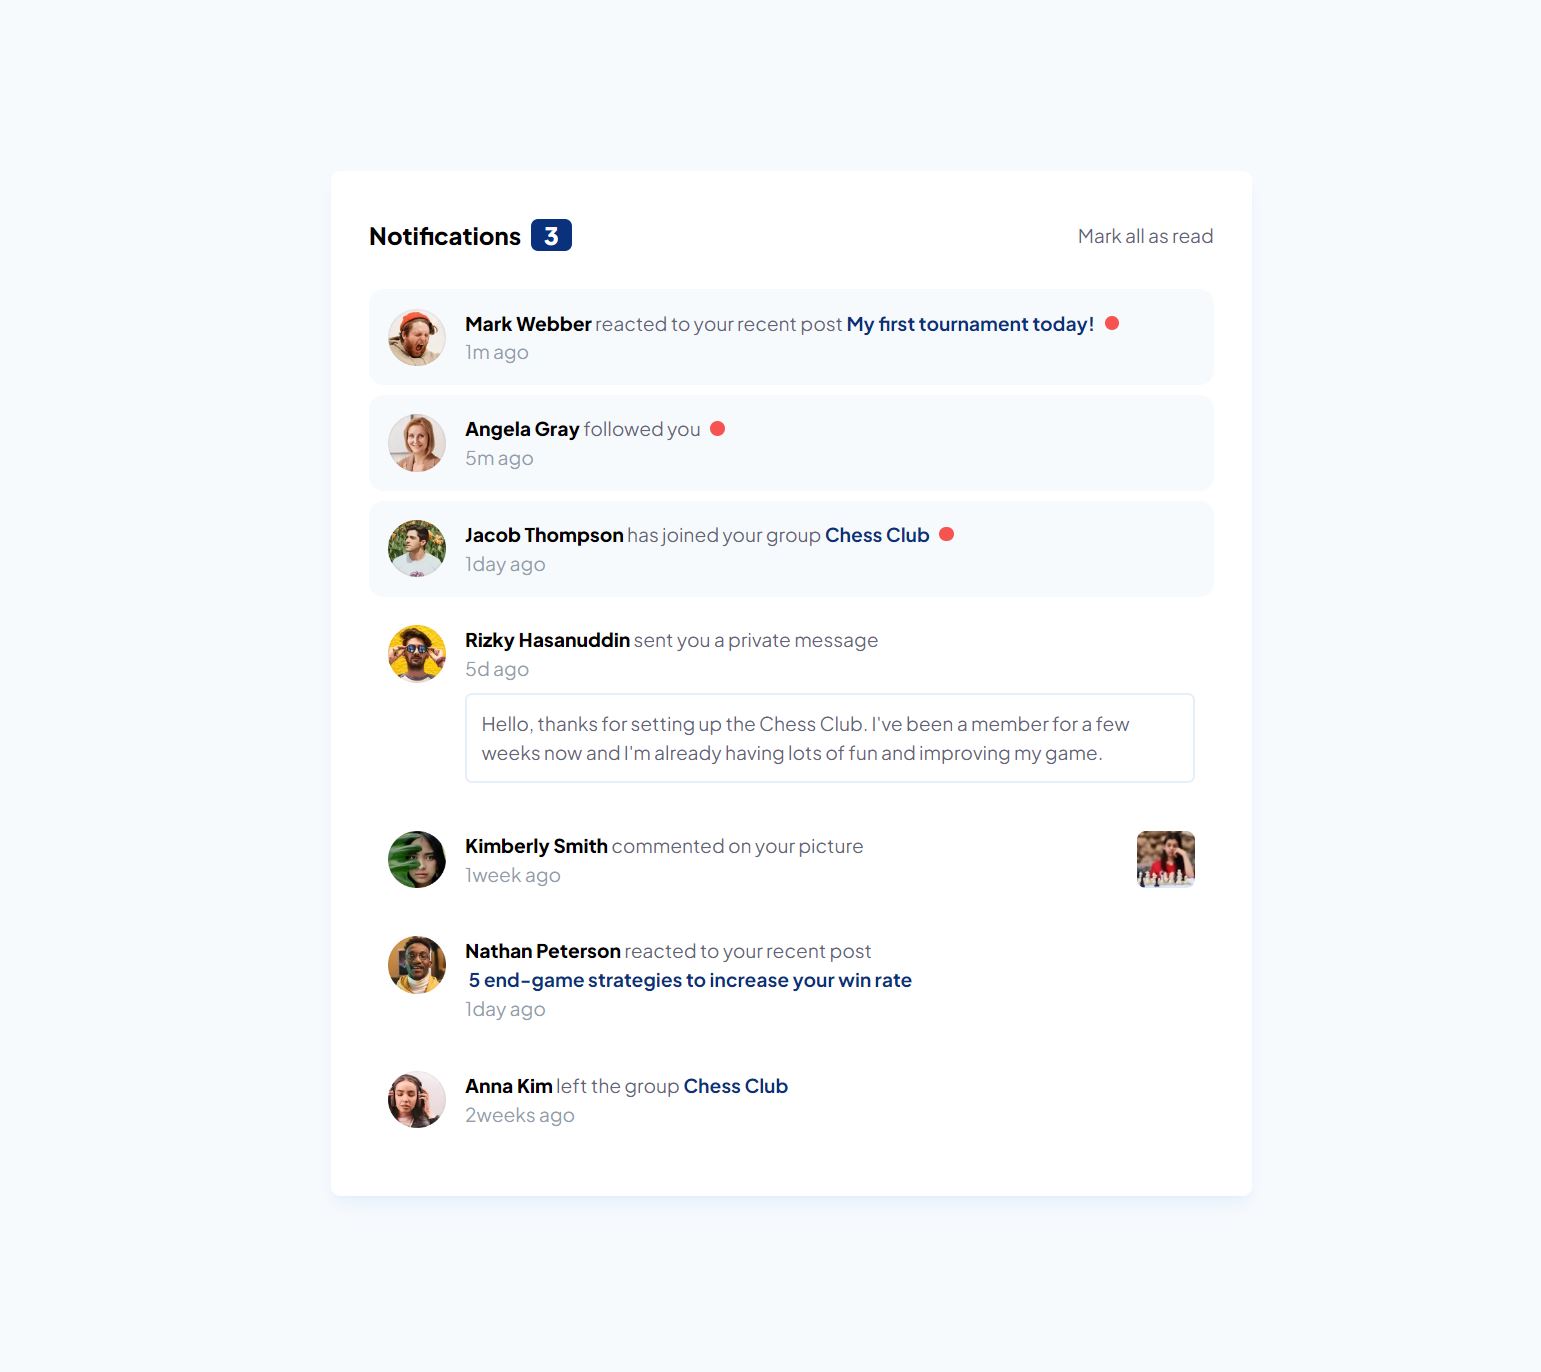 Notifications 3
Mark all as read
Mark Webber reacted to your recent post My first tournament today!
1m ago
Angela Gray followed you
5m ago
Jacob Thompson has joined your group Chess Club
1day ago
Rizky Hasanuddin sent you a private message
5d ago
Hello, thanks for setting up the Chess Club. I've been a member for a few
weeks now and I'm already having lots of fun and improving my game.
Kimberly Smith commented on your picture
1week ago
Nathan Peterson reacted to your recent post
5 end-game strategies to increase your win rate
1day ago
Anna Kim left the group Chess Club
2weeks ago